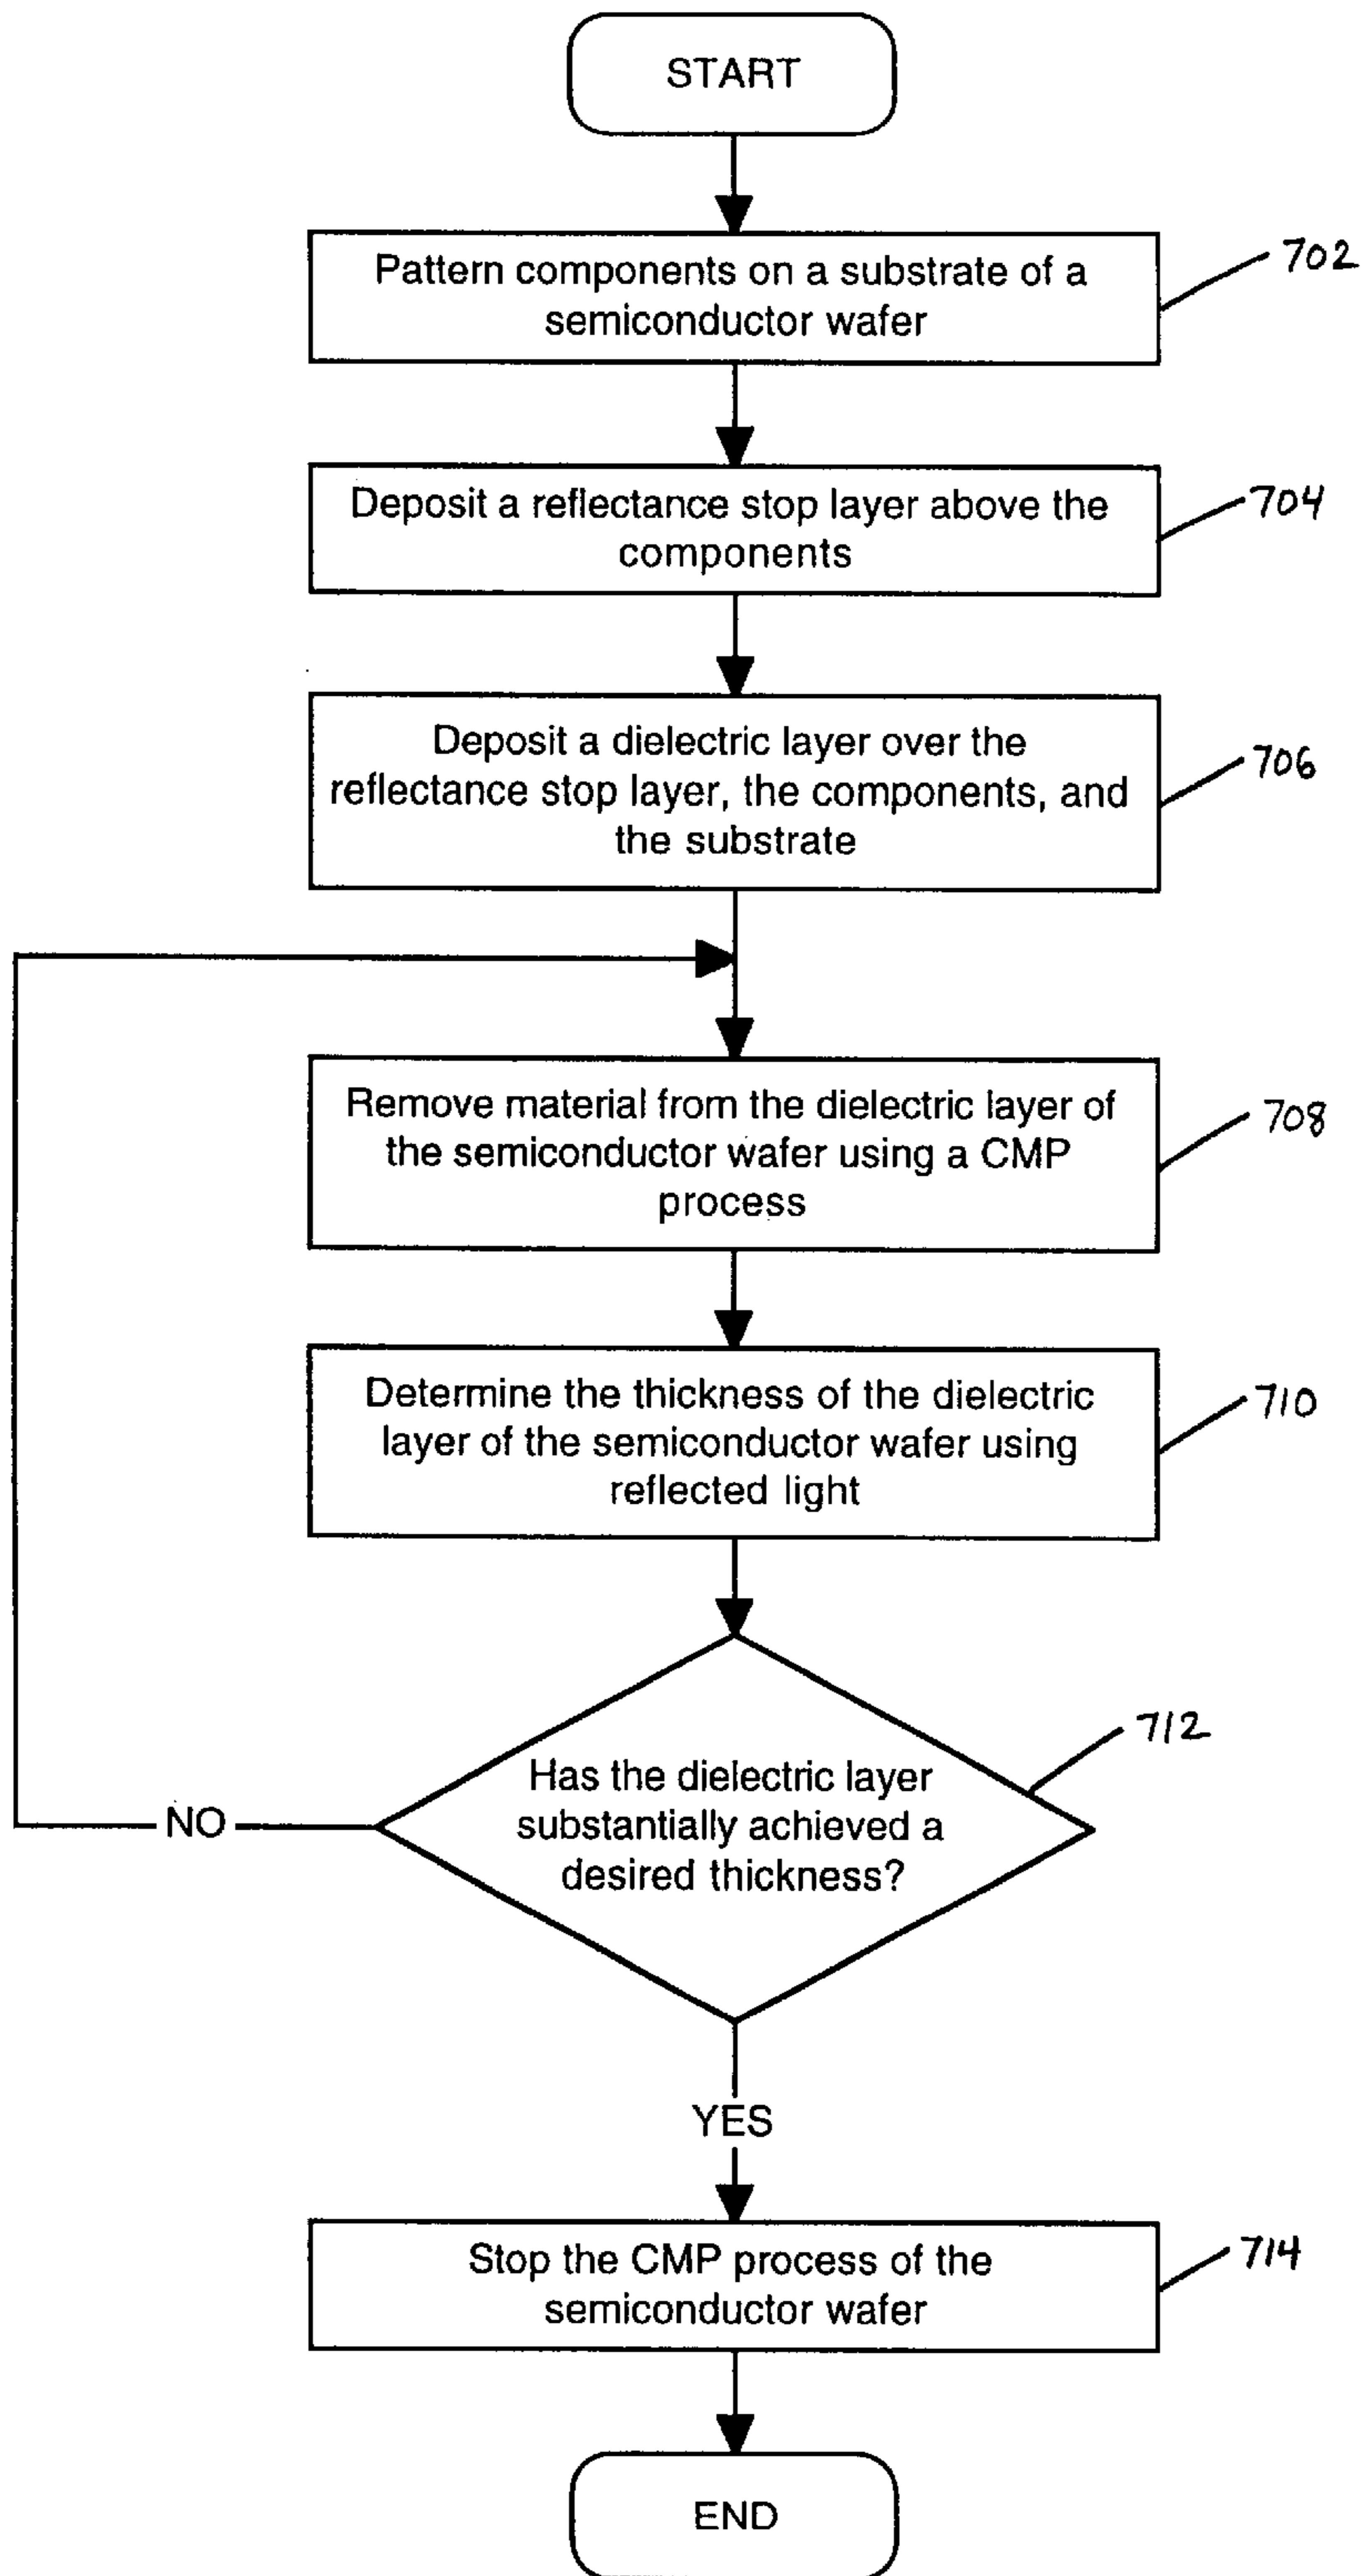 START
Pattern components on a substrate of a
semiconductor wafer
702
Deposit a reflectance stop layer above the
components
704
Deposit a dielectric layer over the
reflectance stop layer, the components, and
the substrate
706
Remove material from the dielectric layer of
the semiconductor wafer using a CMP
process
708
Determine the thickness of the dielectric
layer of the semiconductor wafer using
reflected light
710
Has the dielectric layer
substantially achieved a
desired thickness?
712
NO
YES
Stop the CMP process of the
semiconductor wafer
714
END